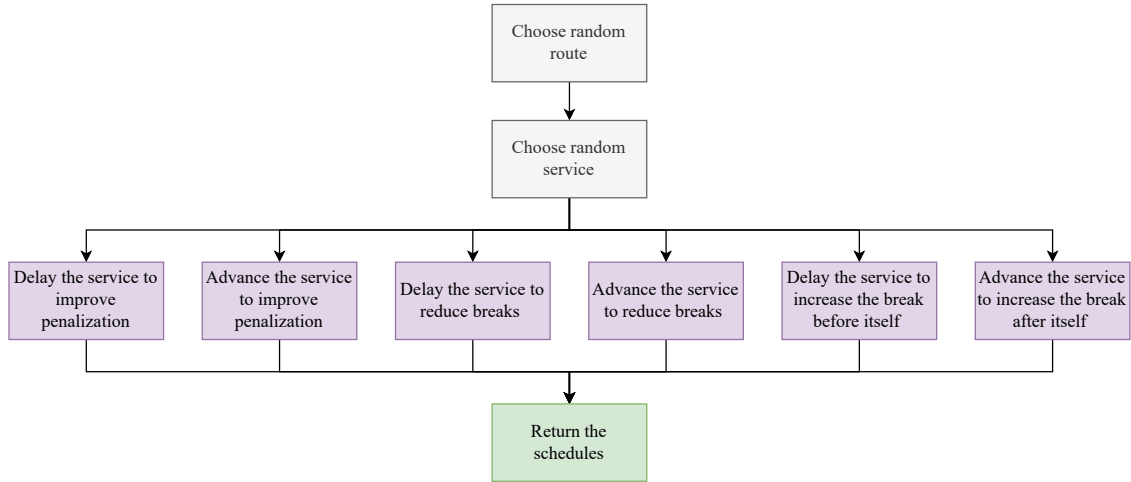 Choose random
route
Choose random
service
Delay the service to
improve
penalization
Advance the service
to improve
penalization
Delay the service to
reduce breaks
Advance the service
to reduce breaks
Delay the service to
increase the break
before itself
Advance the service
to increase the break
after itself
Return the
schedules